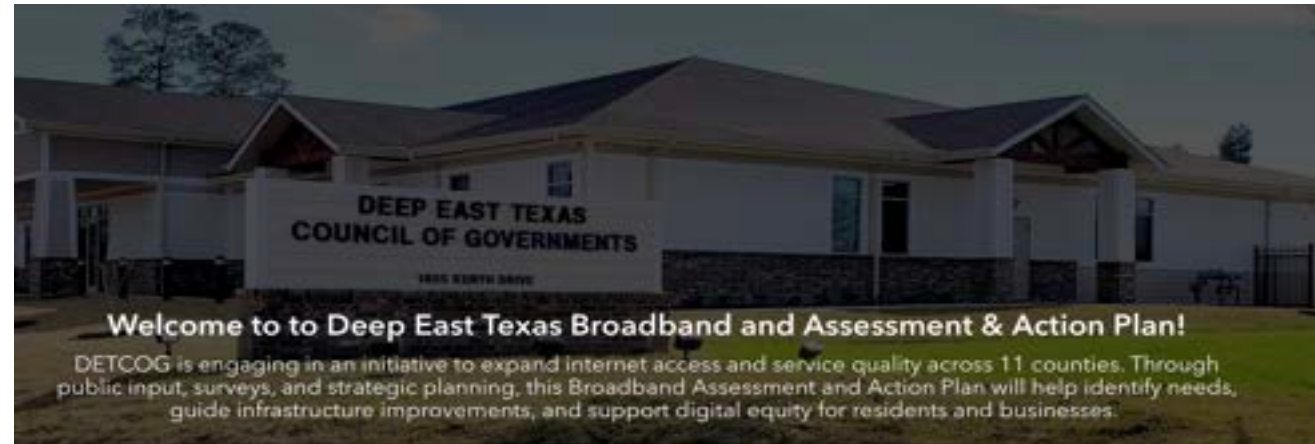 DEEP EAST TEXAS
COUNCIL OF GOVERNMENTS
DRIVE
Welcome to to Deep East Texas Broadband and Assessment & Action Plan!
DETCOG is engaging in an initiative to expand internet access and service quality across 11 counties. Through
public input, surveys, and strategic planning, this Broadband Assessment and Action Plan will help identify needs,
guide infrastructure improvements, and support digital equity for residents and businesses.